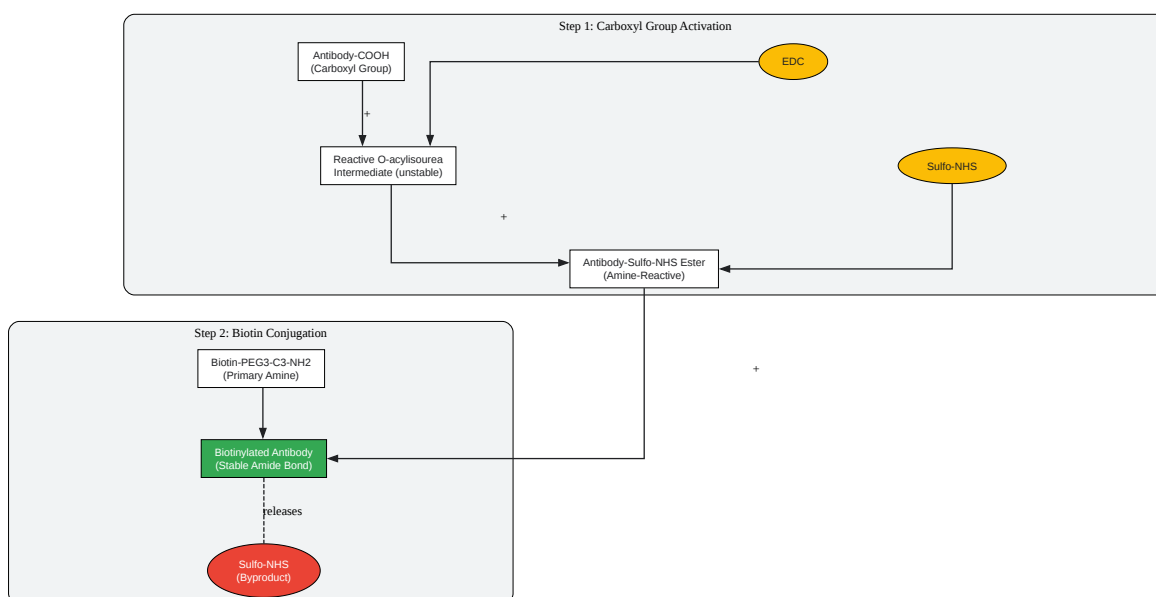 Step 1: Carboxyl Group Activation
Antibody-COOH
(Carboxyl Group)
EDC
+
Reactive O-acylisourea
Intermediate (unstable)
Sulfo-NHS
+
Antibody-Sulfo-NHS Ester
(Amine-Reactive)
Step 2: Biotin Conjugation
Biotin-PEG3-C3-NH2
(Primary Amine)
+
Biotinylated Antibody
(Stable Amide Bond)
releases
Sulfo-NHS
(Byproduct)